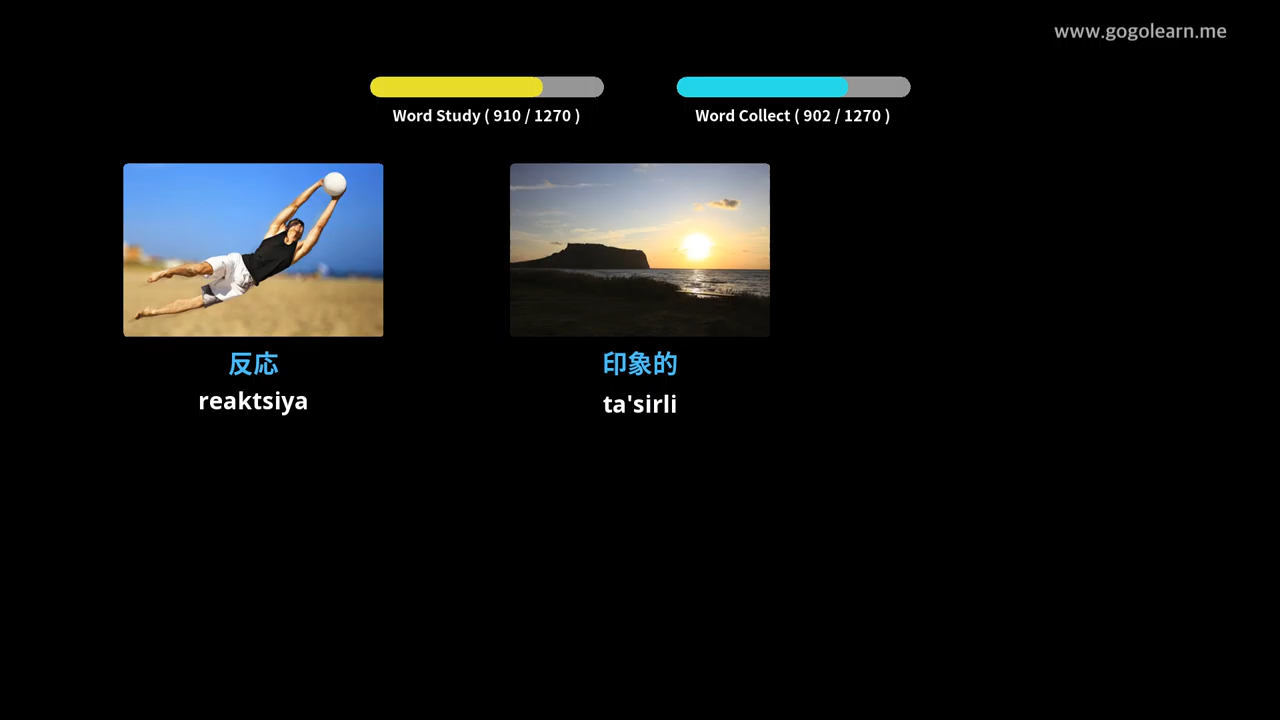 www.gogolearn.me
Word Study ( 910 / 1270 )
Word Collect ( 902 / 1270 )
反応
reaktsiya
印象的
ta'sirli